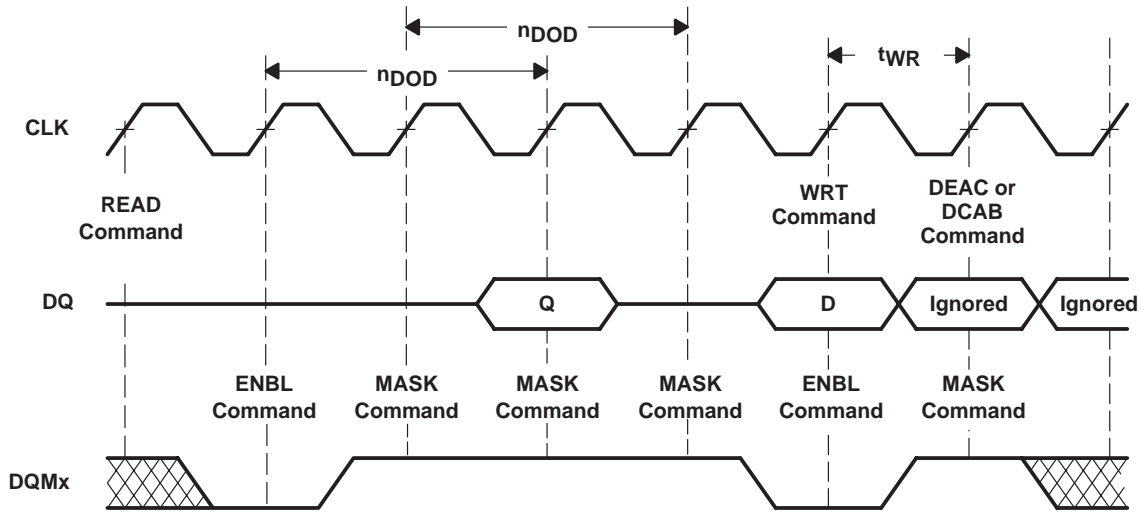 nDOD
nDOD
tWR
CLK
READ
Command
WRT
Command
DEAC or
DCAB
Command
DQ
Q
D
Ignored
Ignored
ENBL
Command
MASK
Command
MASK
Command
MASK
Command
ENBL
Command
MASK
Command
DQMx